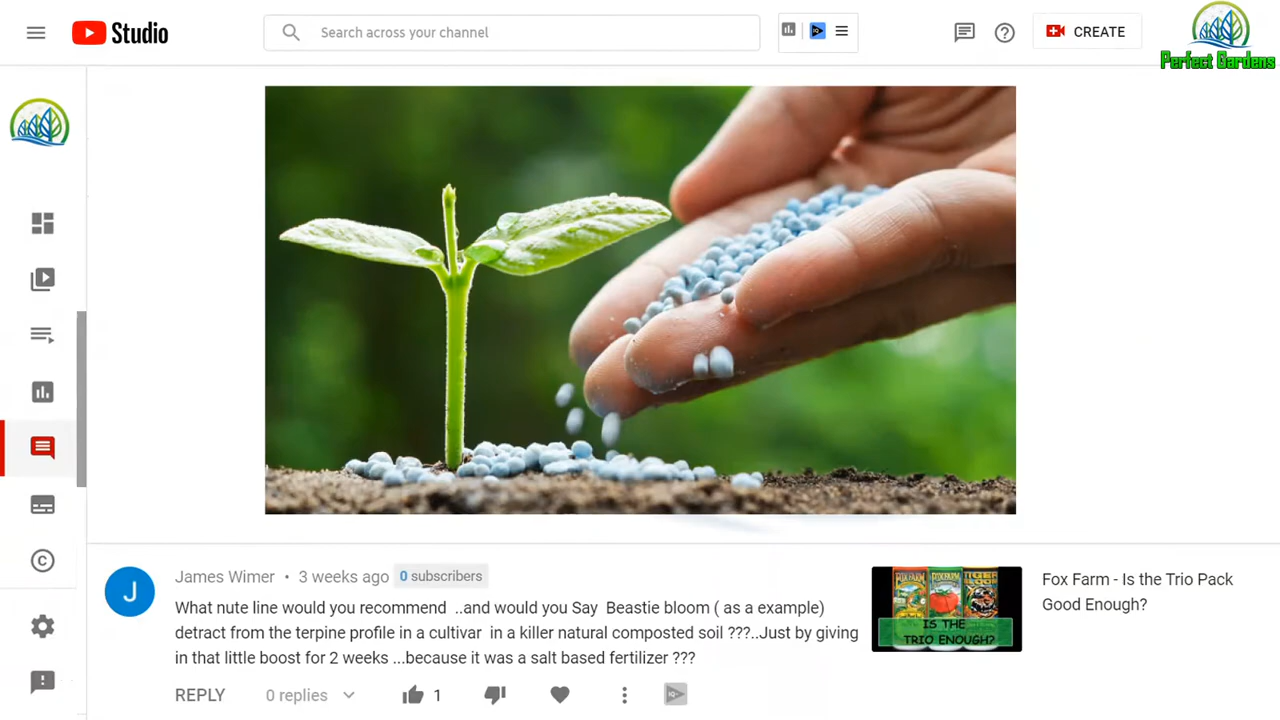 Studio
Search across your channel
CREATE
Perfect Gardens
James Wimer • 3 weeks ago 0 subscribers
What nute line would you recommend ..and would you Say Beastie bloom ( as a example)
detract from the terpine profile in a cultivar in a killer natural composted soil ???..Just by giving
in that little boost for 2 weeks ...because it was a salt based fertilizer ???
REPLY 0 replies 1
IS THE
TRIO ENOUGH?
Fox Farm - Is the Trio Pack
Good Enough?